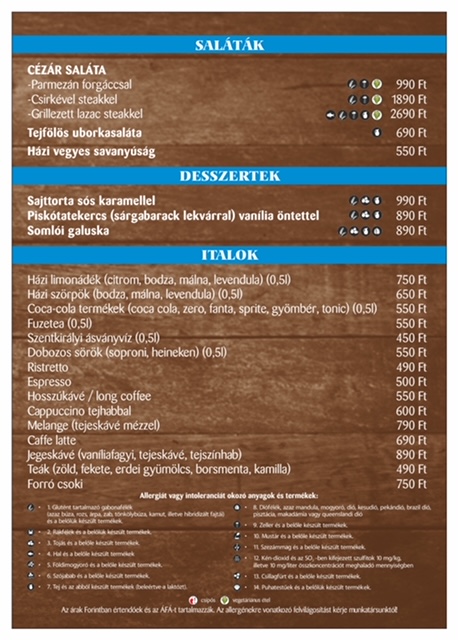 SALÁTÁK
CÉZÁR SALÁTA
-Parmezán forgáccsal 990 Ft
-Csirkével steakkel 1890 Ft
-Grillezett lazac steakkel 2690 Ft
Tejfölös uborkasaláta 690 Ft
Házi vegyes savanyúság 550 Ft
DESSZERTEK
Sajttorta sós karamellel 990 Ft
Piskótatekercs (sárgabarack lekvárral) vanília öntettel 890 Ft
Somlói galuska 890 Ft
ITALOK
Házi limonádék (citrom, bodza, málna, levendula) (0,5l) 750 Ft
Házi szörpök (bodza, málna, levendula) (0,5l) 650 Ft
Coca-cola termékek (coca cola, zero, fanta, sprite, gyömbér, tonic) (0,5l) 550 Ft
Fuzetea (0,5l) 550 Ft
Szentkirályi ásványvíz (0,5l) 450 Ft
Dobozos sörök (soproni, heineken) (0,5l) 550 Ft
Ristretto 490 Ft
Espresso 500 Ft
Hosszúkávé / long coffee 550 Ft
Cappuccino tejhabbal 600 Ft
Melange (tejeskávé mézzel) 790 Ft
Caffe latte 690 Ft
Jegeskávé (vaníliafagyi, tejeskávé, tejszínhab) 890 Ft
Teák (zöld, fekete, erdei gyümölcs, borsmenta, kamilla) 490 Ft
Forró csoki 750 Ft
Allergiát vagy intoleranciát okozó anyagok és termékek:
1. Glutént tartalmazó gabonafélék
(azaz búza, rozs, árpa, zab, tönkölybúza, kamut, illetve hibridizált fajtái)
és a belőlük készült termékek.
2. Rákfélék és a belőlük készült termékek.
3. Tojás és a belőle készült termékek.
4. Hal és a belőle készült termékek
5. Földimogyoró és a belőle készült termékek.
6. Szójabab és a belőle készült termékek.
7. Tej és az abból készült termékek (beleértve a laktózt).
8. Diófélék, azaz mandula, mogyoró, dió, kesudió, pekándió, brazil dió,
pisztácia, makadámia vagy queenslandi dió
9. Zeller és a belőle készült termékek.
10. Mustár és a belőle készült termékek.
11. Szezámmag és a belőle készült termékek.
12. Kén-dioxid és az SO₂-ben kifejezett szulfitok 10 mg/kg,
illetve 10 mg/liter összkoncentrációt meghaladó mennyiségben
13. Csillagfürt és a belőle készült termékek.
14. Puhatestűek és a belőlük készült termékek.
csípős vegetáriánus étel
Az árak Forintban értendőek és az ÁFÁ-t tartalmazzák. Az allergénekre vonatkozó felvilágosítást kérje munkatársunktól!